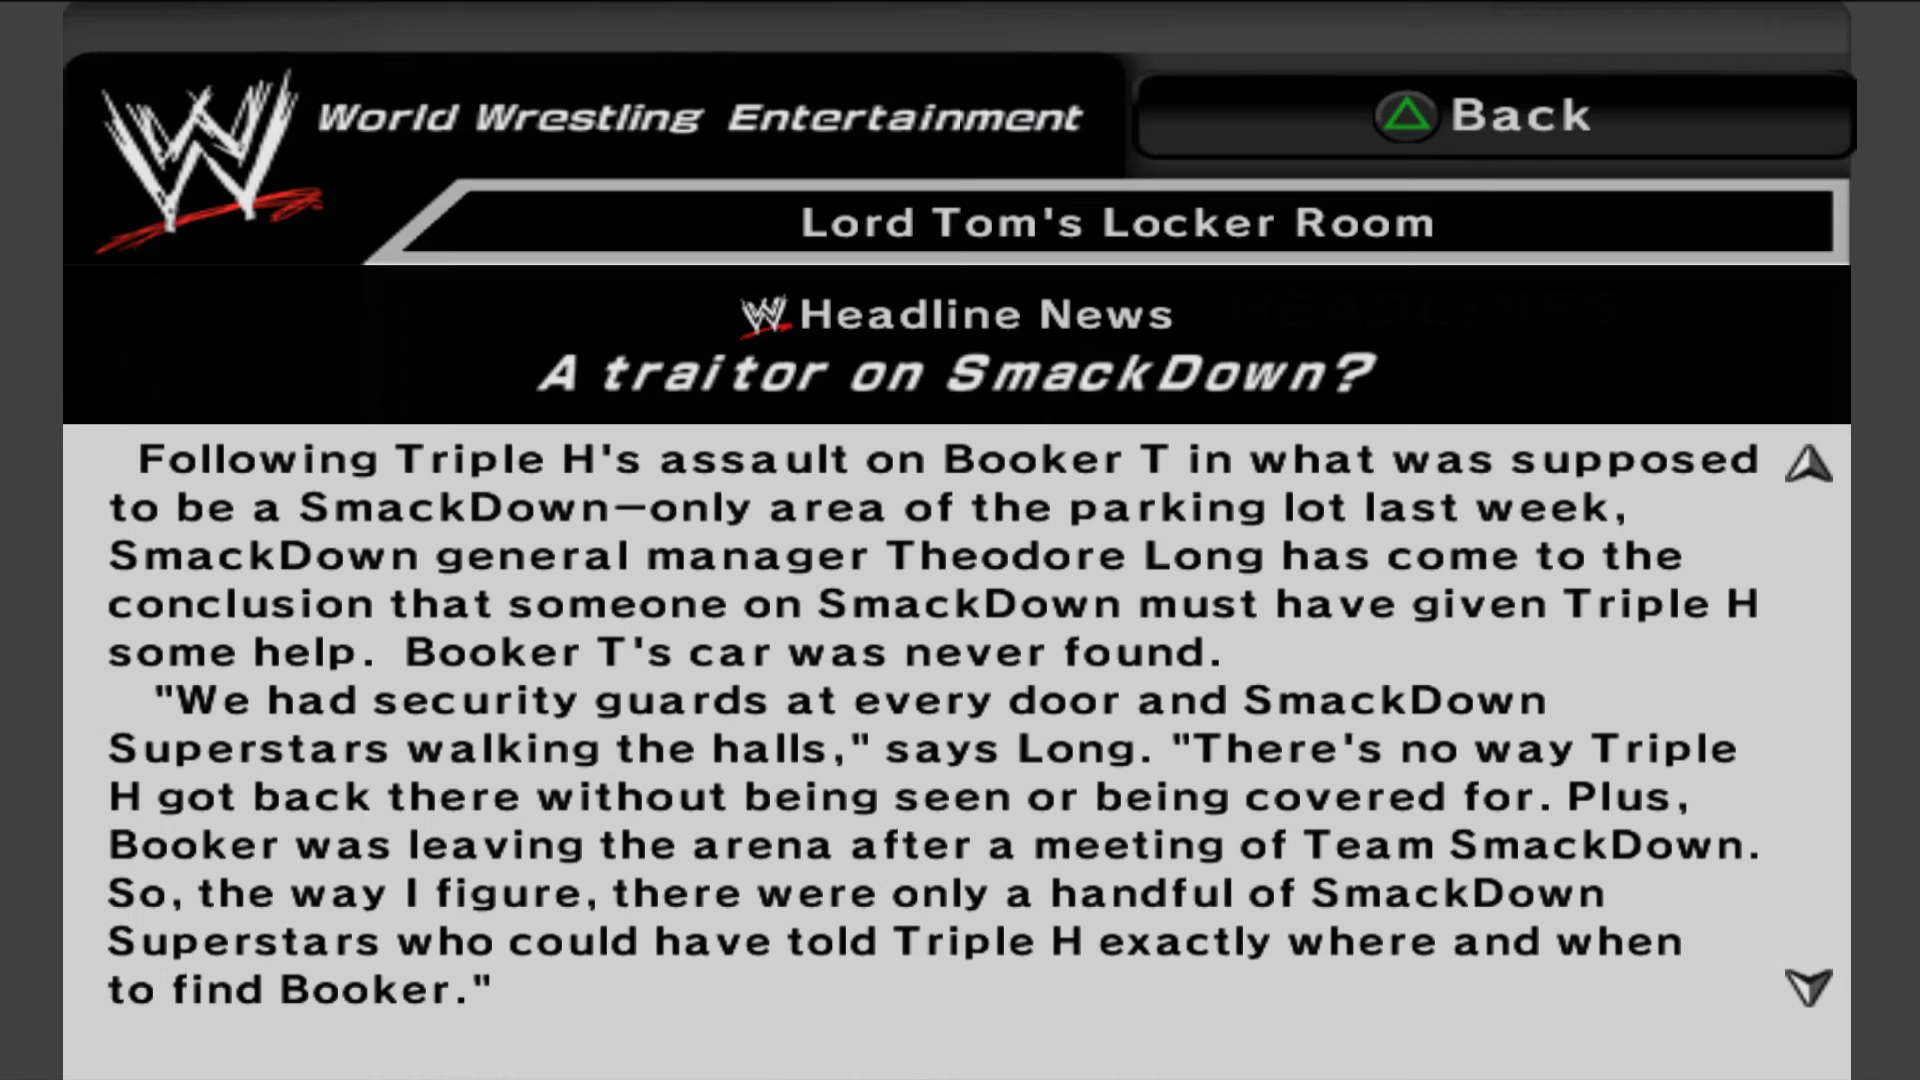 World Wrestling Entertainment
Back
Lord Tom's Locker Room
Headline News
A traitor on SmackDown?
Following Triple H's assault on Booker T in what was supposed
to be a SmackDown—only area of the parking lot last week,
SmackDown general manager Theodore Long has come to the
conclusion that someone on SmackDown must have given Triple H
some help.  Booker T's car was never found.
"We had security guards at every door and SmackDown
Superstars walking the halls," says Long. "There's no way Triple
H got back there without being seen or being covered for. Plus,
Booker was leaving the arena after a meeting of Team SmackDown.
So, the way I figure, there were only a handful of SmackDown
Superstars who could have told Triple H exactly where and when
to find Booker."